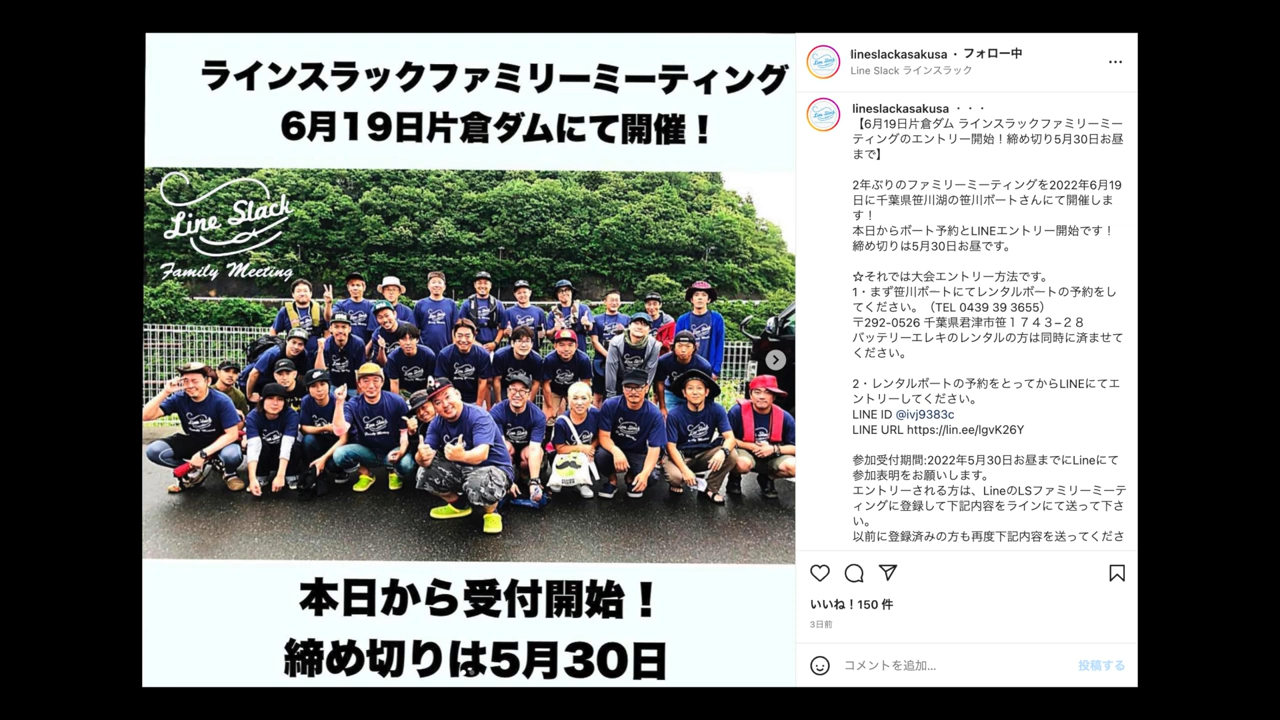 ラインスラックファミリーミーティング
6月19日片倉ダムにて開催！
Line Slack
Family Meeting
本日から受付開始！
締め切りは5月30日
lineslackasakusa • フォロー中
Line Slack ラインスラック
lineslackasakusa ・・・
【6月19日片倉ダム ラインスラックファミリーミー
ティングのエントリー開始！締め切り5月30日お昼
まで】
2年ぶりのファミリーミーティングを2022年6月19
日に千葉県笹川湖の笹川ボートさんにて開催しま
す！
本日からボート予約とLINEエントリー開始です！
締め切りは5月30日お昼です。
☆それでは大会エントリー方法です。
1・まず笹川ボートにてレンタルボートの予約をし
てください。（TEL 0439 39 3655）
〒292-0526 千葉県君津市笹１７４３−２８
バッテリーエレキのレンタルの方は同時に済ませて
ください。
2・レンタルボートの予約をとってからLINEにてエ
ントリーしてください。
LINE ID @ivj9383c
LINE URL https://lin.ee/lgvK26Y
参加受付期間:2022年5月30日お昼までにLineにて
参加表明をお願いします。
エントリーされる方は、LineのLSファミリーミーテ
ィングに登録して下記内容をラインにて送って下さ
い。
以前に登録済みの方も再度下記内容を送ってくださ
いいね！150 件
3日前
コメントを追加...
投稿する